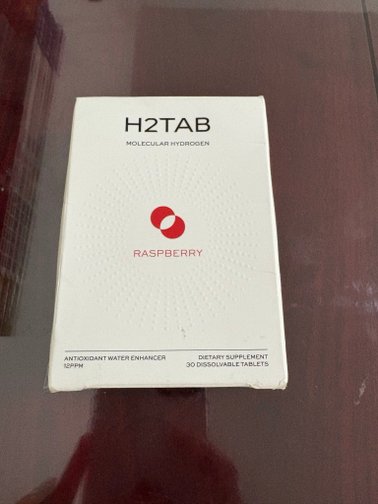 H2TAB
MOLECULAR HYDROGEN
RASPBERRY
ANTIOXIDANT WATER ENHANCER
12PPM
DIETARY SUPPLEMENT
30 DISSOLVABLE TABLETS